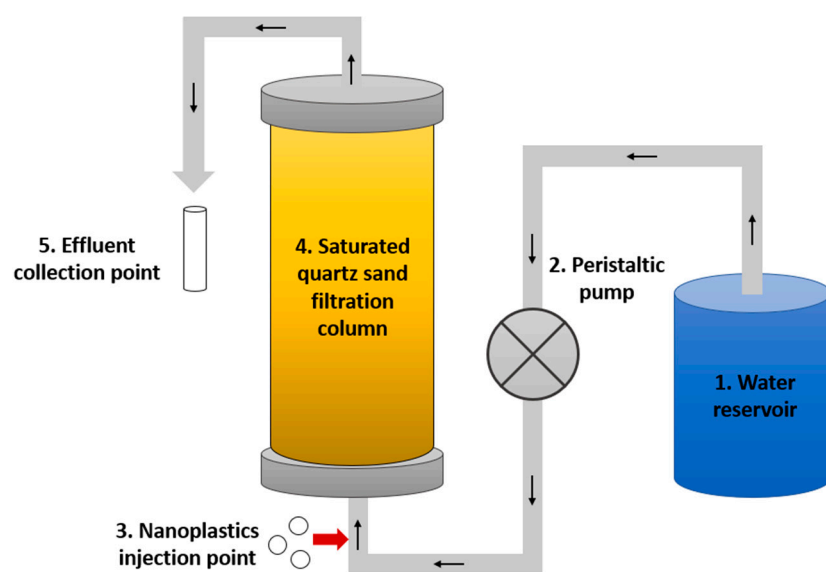 5. Effluent
collection point
4. Saturated
quartz sand
filtration
column
2. Peristaltic
pump
1. Water
reservoir
3. Nanoplastics
injection point